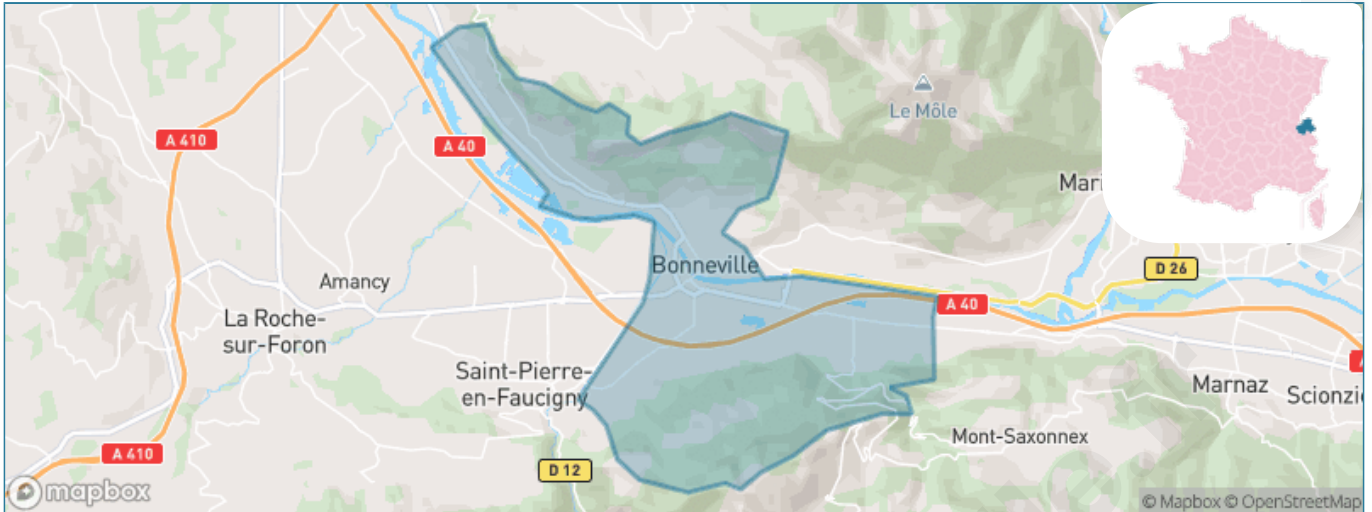 A 410
A 40
Le Môle
Mari
D 26
Bonneville
Amancy
A 40
La Roche-
sur-Foron
Saint-Pierre-
en-Faucigny
Marnaz
Scionzie
Mont-Saxonnex
A 410
D 12
mapbox
© Mapbox © OpenStreetMap